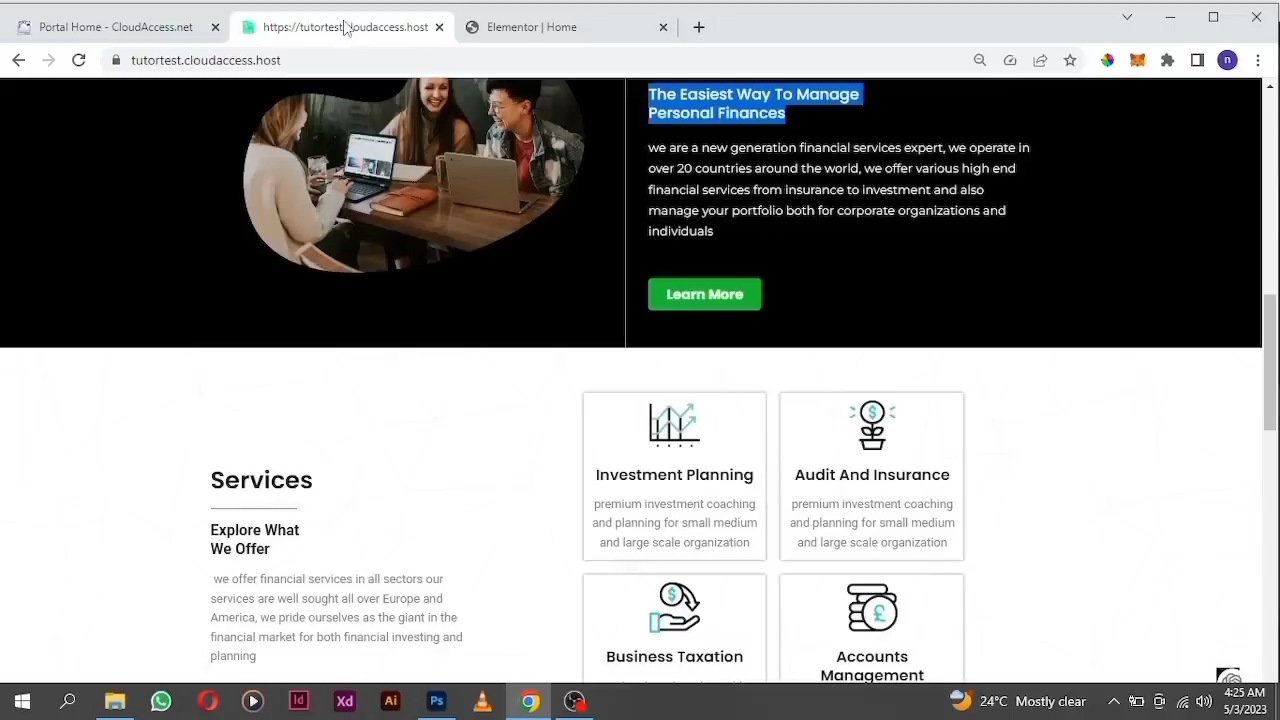 Portal Home - CloudAccess.net
https://tutortest.cloudaccess.host
Elementor | Home
tutortest.cloudaccess.host
n
The Easiest Way To Manage
Personal Finances
we are a new generation financial services expert, we operate in
over 20 countries around the world, we offer various high end
financial services from insurance to investment and also
manage your portfolio both for corporate organizations and
individuals
Learn More
Services
Explore What
We Offer
we offer financial services in all sectors our
services are well sought all over Europe and
America, we pride ourselves as the giant in the
financial market for both financial investing and
planning
Investment Planning
premium investment coaching
and planning for small medium
and large scale organization
Audit And Insurance
premium investment coaching
and planning for small medium
and large scale organization
Business Taxation
Accounts
Management
Id
Xd
Ai
Ps
24°C Mostly clear
4:25 AM
5/3/2023